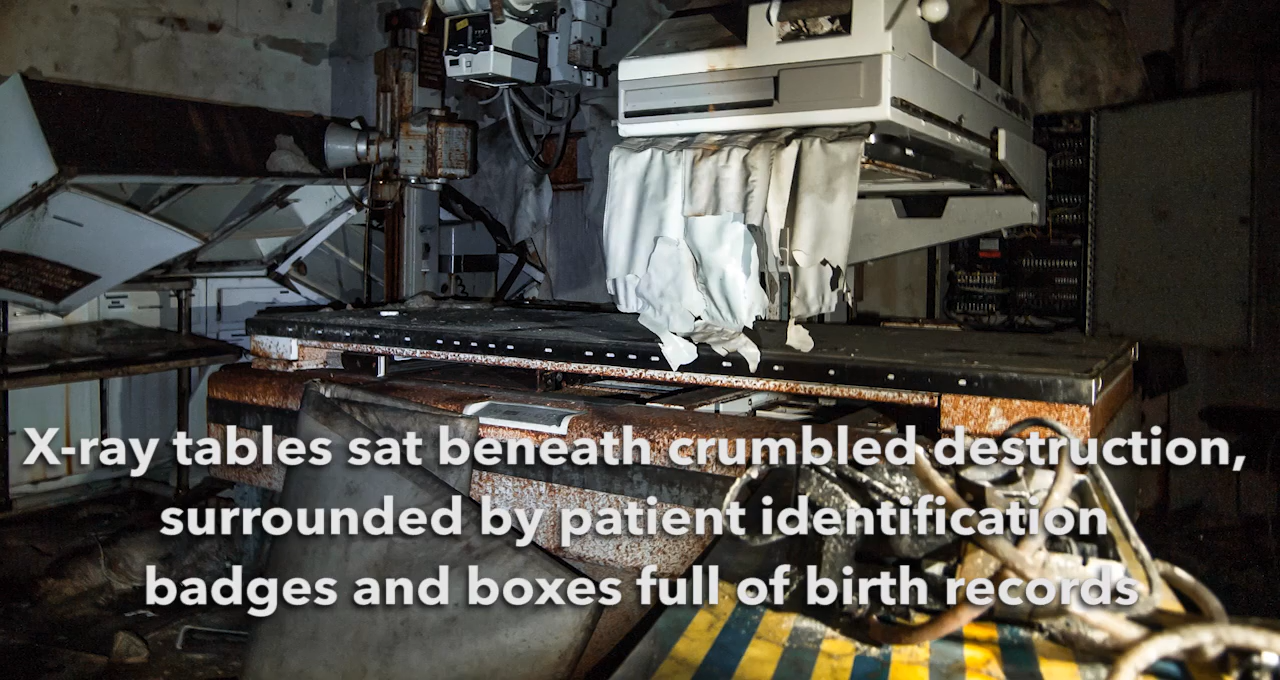 X-ray tables sat beneath crumbled destruction,
surrounded by patient identification
badges and boxes full of birth records